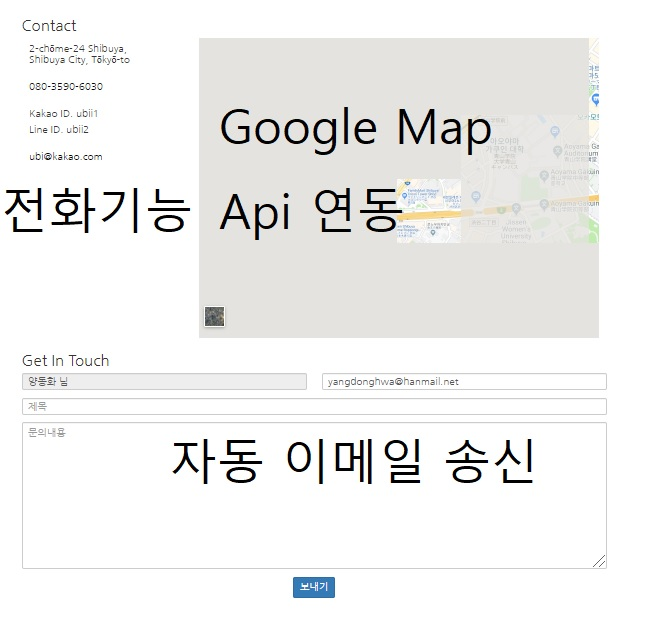 Contact
2-chōme-24 Shibuya,
Shibuya City, Tōkyō-to
080-3590-6030
Kakao ID. ubii1
Line ID. ubii2
ubi@kakao.com
전화기능
Google Map
Api 연동
Get In Touch
양동화 님
yangdonghwa@hanmail.net
제목
문의내용
자동 이메일 송신
보내기